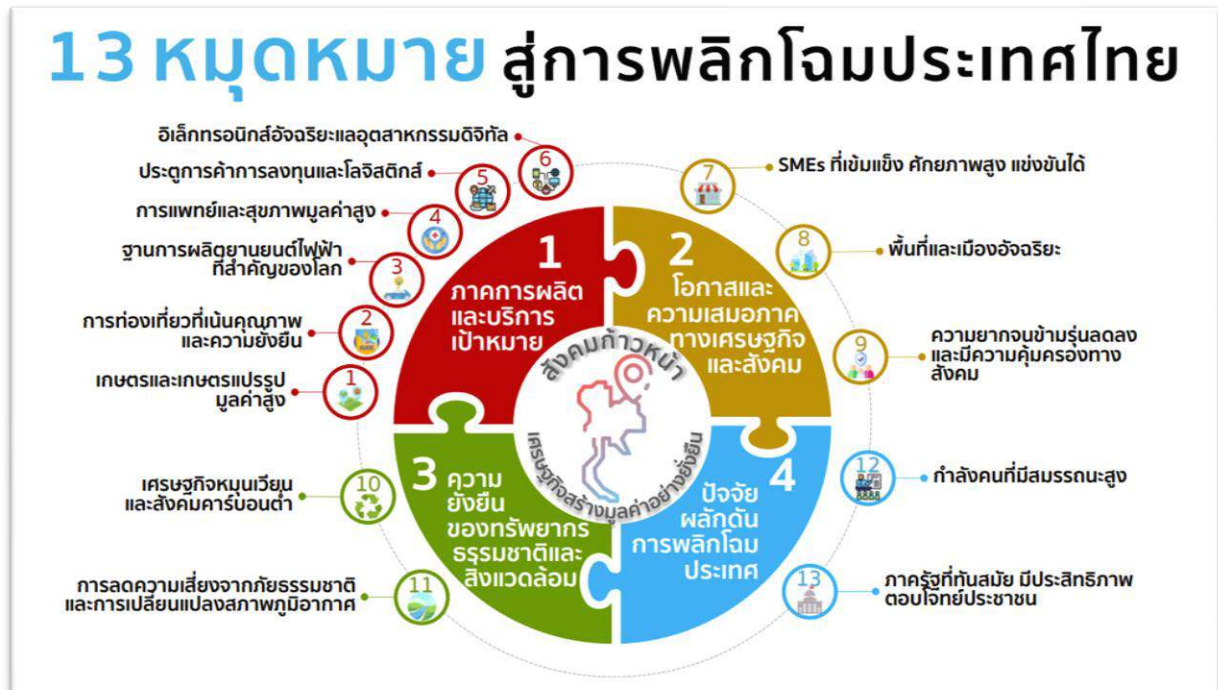 13 หมุดหมาย สู่การพลิกโฉมประเทศไทย
อิเล็กทรอนิกส์อัจฉริยะแลอุตสาหกรรมดิจิทัล
6
ประตูการค้าการลงทุนและโลจิสติกส์
5
การแพทย์และสุขภาพมูลค่าสูง
4
ฐานการผลิตยานยนต์ไฟฟ้า
ที่สำคัญของโลก
3
การท่องเที่ยวที่เน้นคุณภาพ
และความยั่งยืน
2
เกษตรและเกษตรแปรรูป
มูลค่าสูง
1
1
ภาคการผลิต
และบริการ
เป้าหมาย
2
โอกาสและ
ความเสมอภาค
ทางเศรษฐกิจ
และสังคม
7
SMEs ที่เข้มแข็ง ศักยภาพสูง แข่งขันได้
8
พื้นที่และเมืองอัจฉริยะ
9
ความยากจนข้ามรุ่นลดลง
และมีความคุ้มครองทาง
สังคม
สังคมก้าวหน้า
เศรษฐกิจสร้างมูลค่าอย่างยั่งยืน
3 ความ
ยั่งยืน
ของทรัพยากร
ธรรมชาติและ
สิ่งแวดล้อม
10
เศรษฐกิจหมุนเวียน
และสังคมคาร์บอนต่ำ
11
การลดความเสี่ยงจากภัยธรรมชาติ
และการเปลี่ยนแปลงสภาพภูมิอากาศ
4
ปัจจัย
ผลักดัน
การพลิกโฉม
ประเทศ
12
กำลังคนที่มีสมรรถนะสูง
13
ภาครัฐที่ทันสมัย มีประสิทธิภาพ
ตอบโจทย์ประชาชน